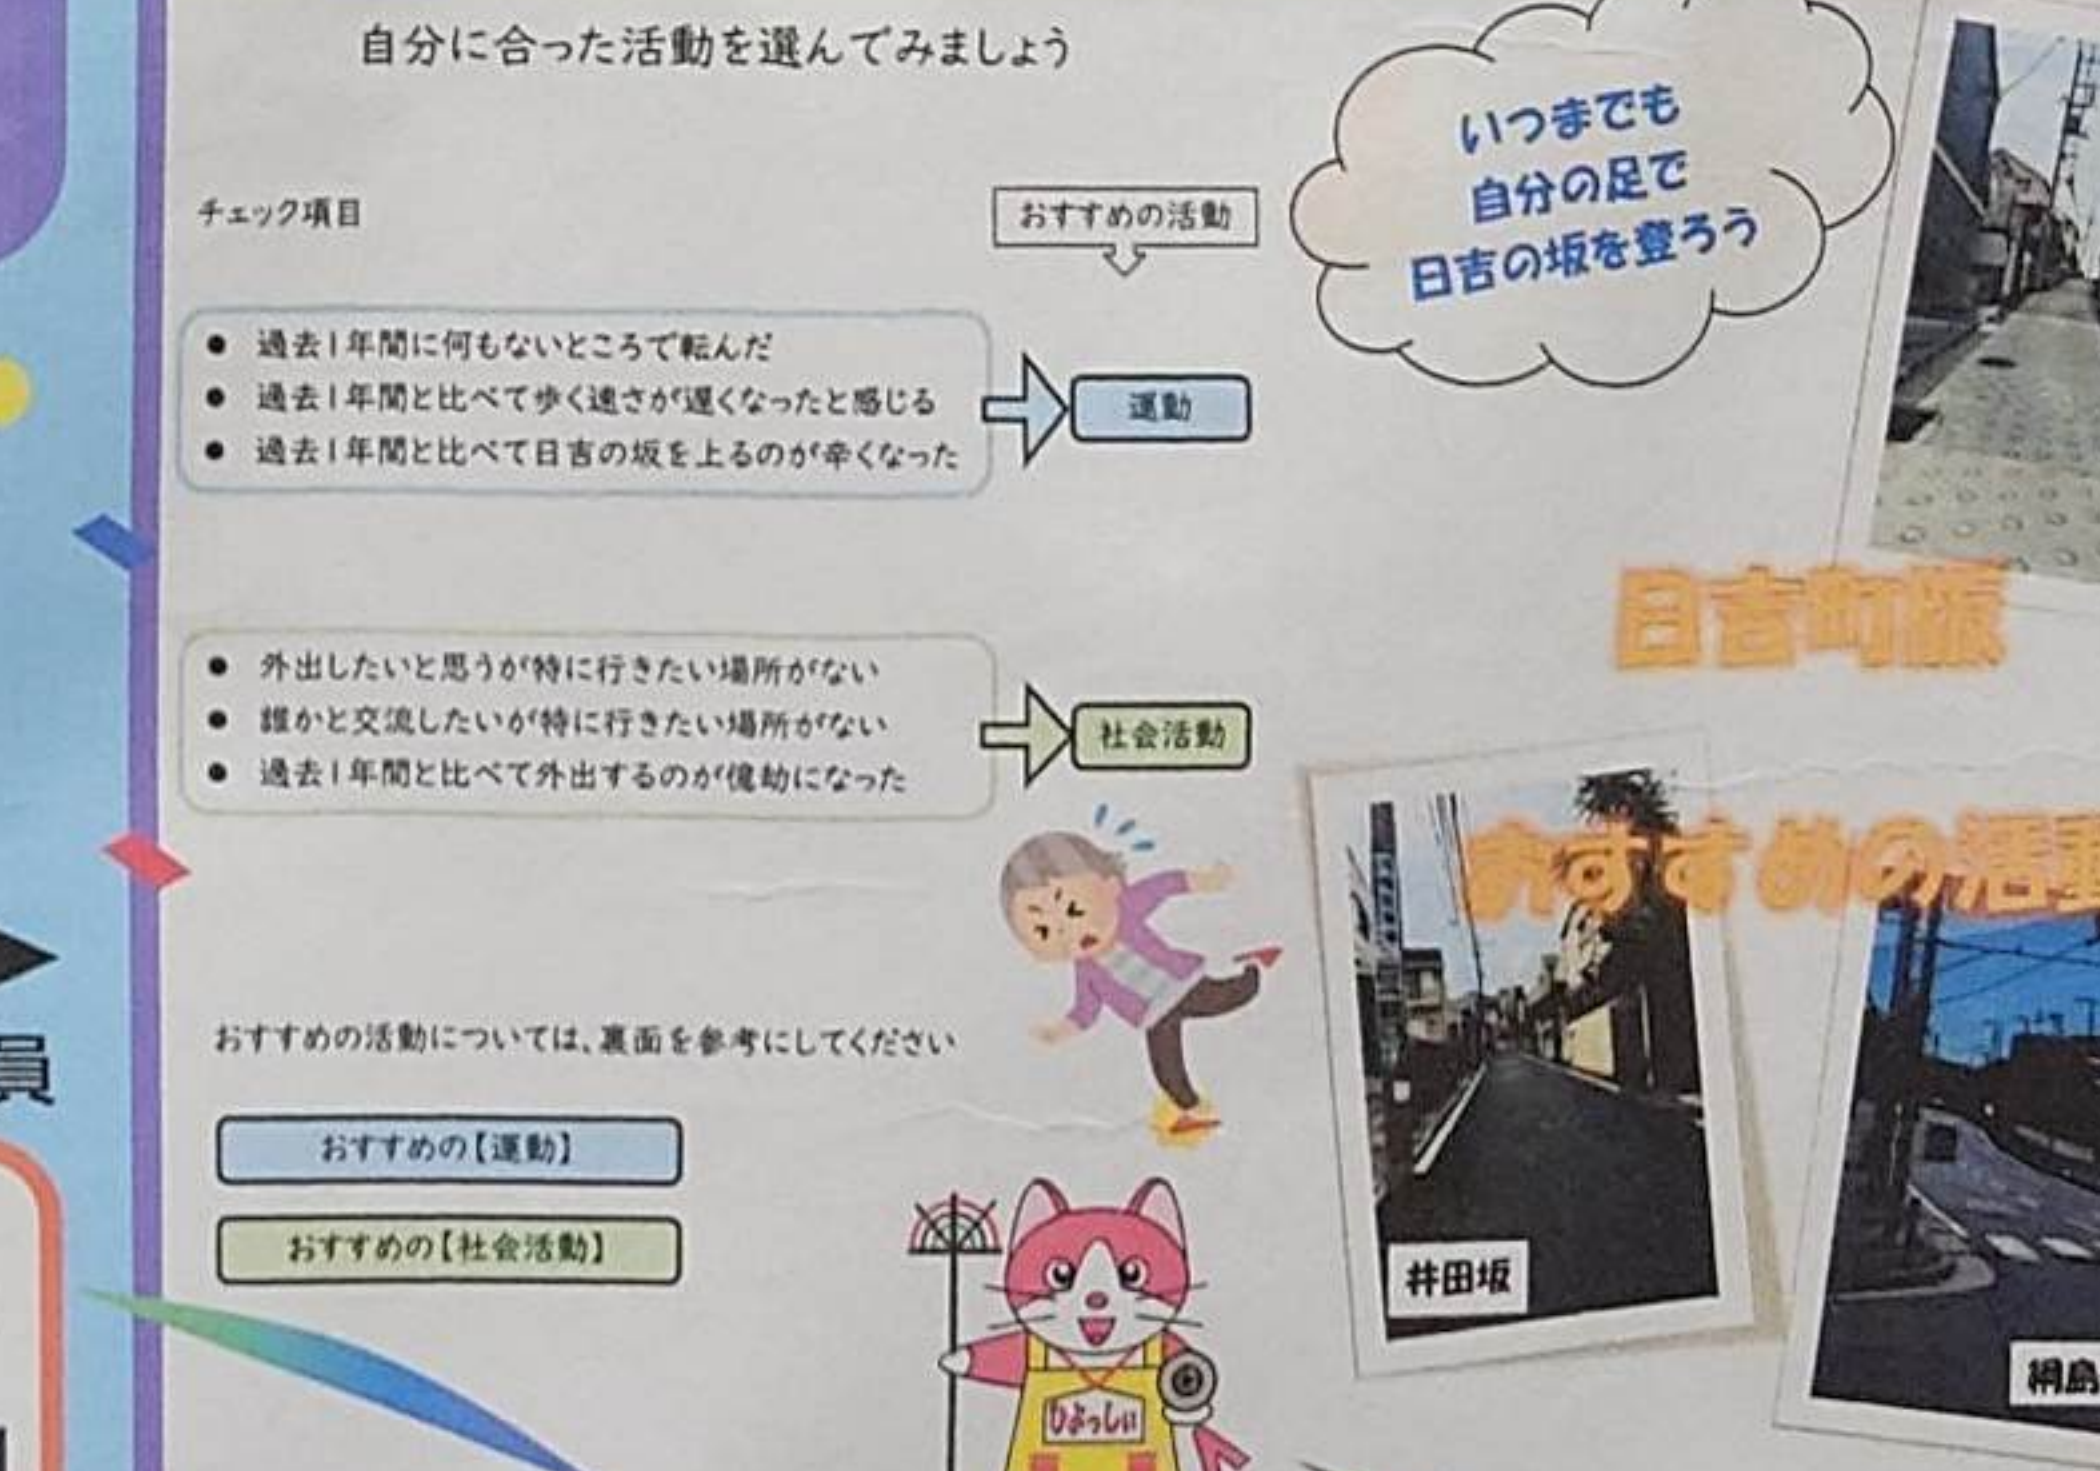 自分に合った活動を選んでみましょう
チェック項目
おすすめの活動
● 過去1年間に何もないところで転んだ
● 過去1年間と比べて歩く速さが遅くなったと感じる
● 過去1年間と比べて日吉の坂を上るのが辛くなった
運動
● 外出したいと思うが特に行きたい場所がない
● 誰かと交流したいが特に行きたい場所がない
● 過去1年間と比べて外出するのが億劫になった
社会活動
おすすめの活動については、裏面を参考にしてください
おすすめの【運動】
おすすめの【社会活動】
ひよっしぃ
いつまでも
自分の足で
日吉の坂を登ろう
日吉町版
おすすめの活動
井田坂
綱島
員